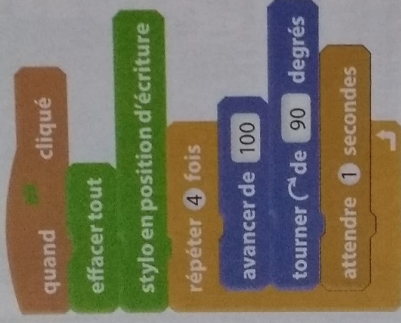 quand cliqué
effacer tout
stylo en position d'écriture
répéter 4 fois
avancer de 100
tourner de 90 degrés
attendre 1 secondes